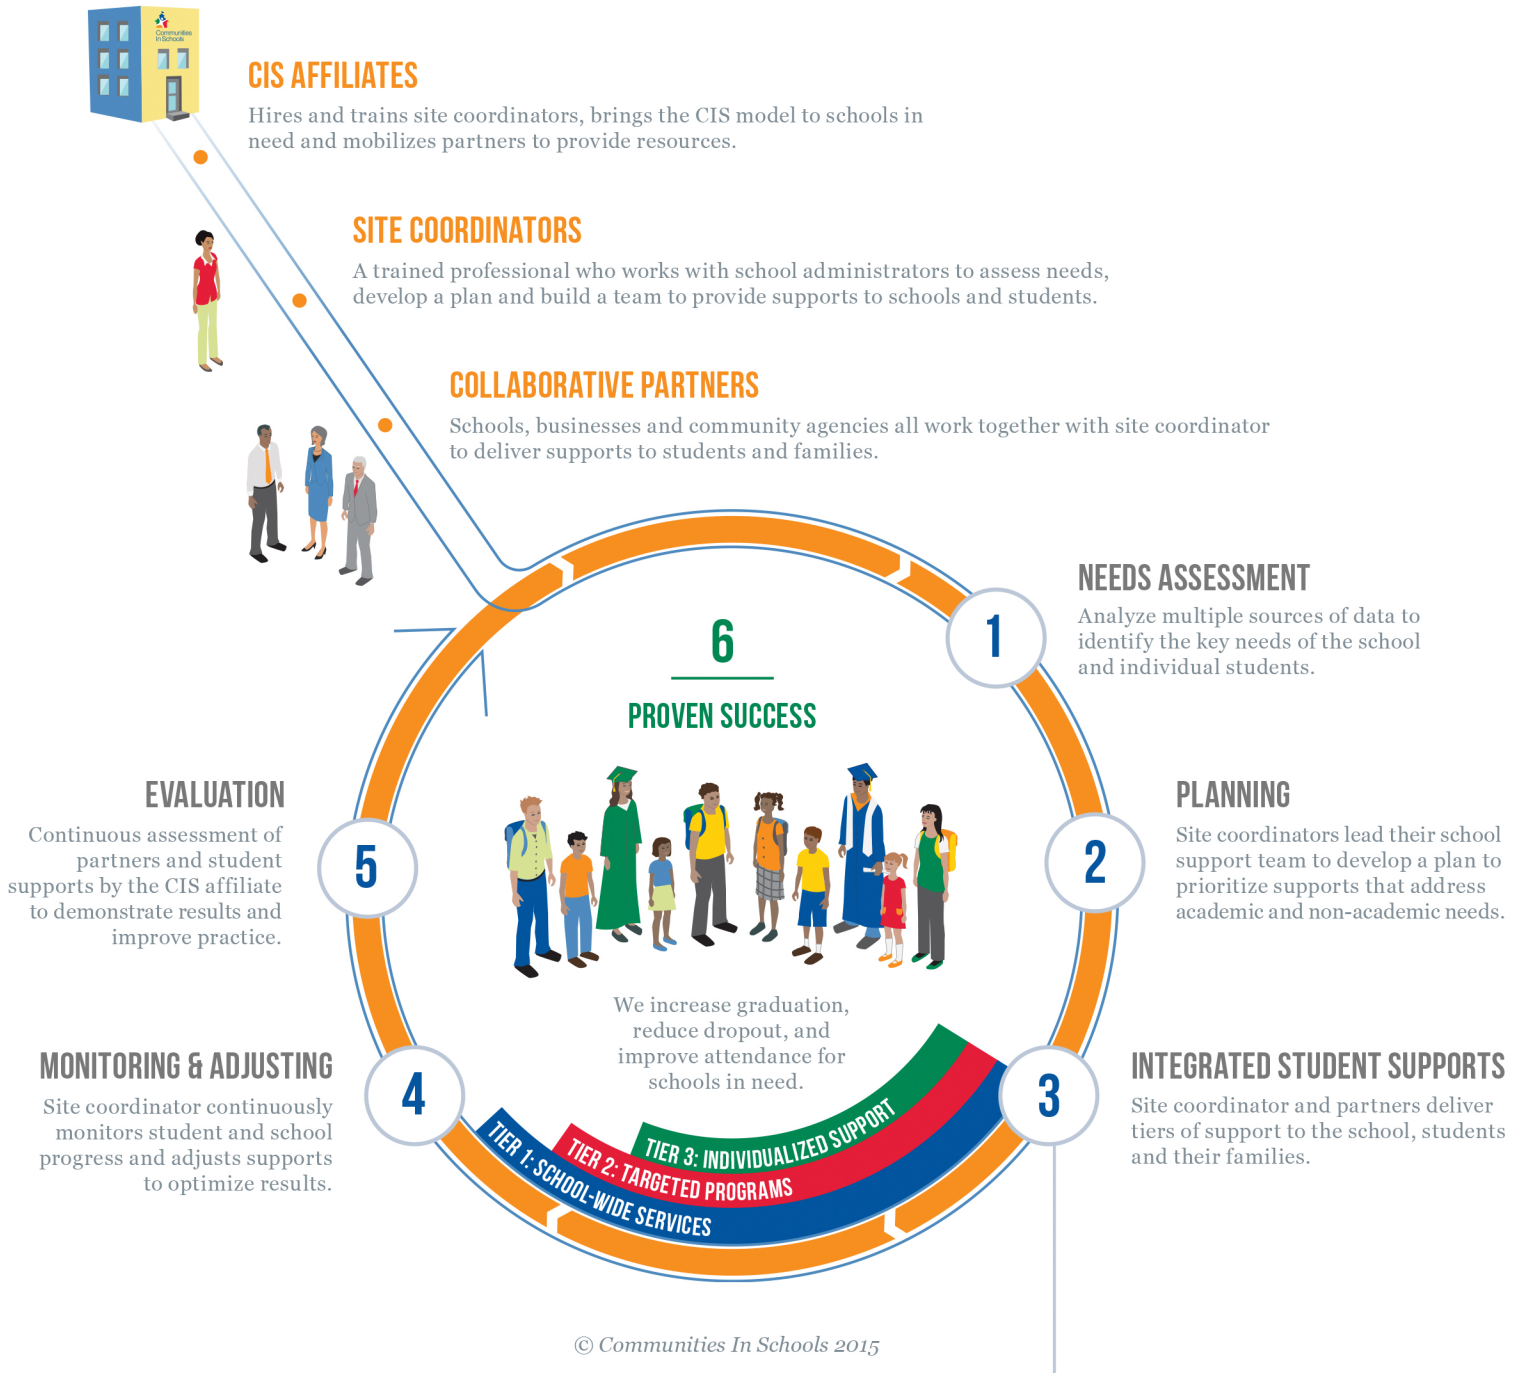 Communities
In Schools
CIS AFFILIATES
Hires and trains site coordinators, brings the CIS model to schools in
need and mobilizes partners to provide resources.
SITE COORDINATORS
A trained professional who works with school administrators to assess needs,
develop a plan and build a team to provide supports to schools and students.
COLLABORATIVE PARTNERS
Schools, businesses and community agencies all work together with site coordinator
to deliver supports to students and families.
1
NEEDS ASSESSMENT
Analyze multiple sources of data to
identify the key needs of the school
and individual students.
2
PLANNING
Site coordinators lead their school
support team to develop a plan to
prioritize supports that address
academic and non-academic needs.
3
INTEGRATED STUDENT SUPPORTS
Site coordinator and partners deliver
tiers of support to the school, students
and their families.
TIER 3: INDIVIDUALIZED SUPPORT
TIER 2: TARGETED PROGRAMS
TIER 1: SCHOOL-WIDE SERVICES
4
MONITORING & ADJUSTING
Site coordinator continuously
monitors student and school
progress and adjusts supports
to optimize results.
5
EVALUATION
Continuous assessment of
partners and student
supports by the CIS affiliate
to demonstrate results and
improve practice.
6
PROVEN SUCCESS
We increase graduation,
reduce dropout, and
improve attendance for
schools in need.
© Communities In Schools 2015